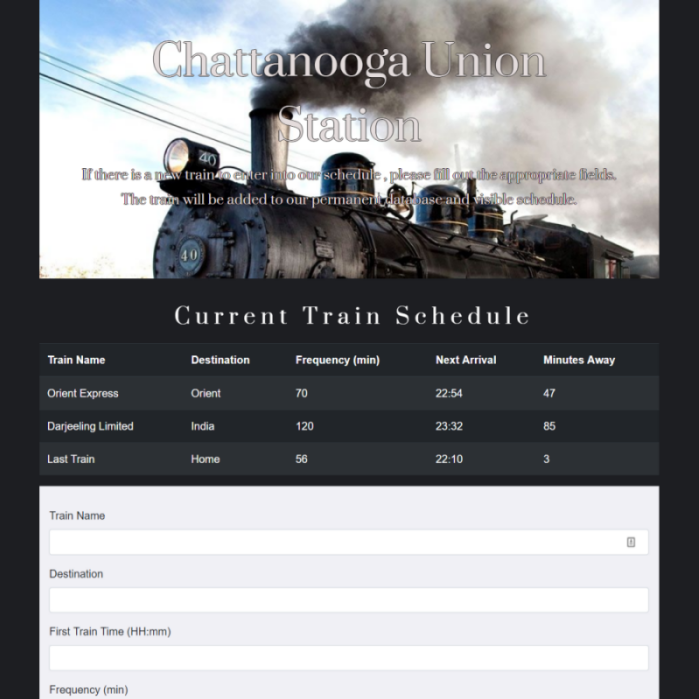 Chattanooga Union
Station
40
If there is a new train to enter into our schedule , please fill out the appropriate fields.
The train will be added to our permanent database and visible schedule.
40
Current Train Schedule
Train Name Destination Frequency (min) Next Arrival Minutes Away
Orient Express Orient 70 22:54 47
Darjeeling Limited India 120 23:32 85
Last Train Home 56 22:10 3
Train Name
Destination
First Train Time (HH:mm)
Frequency (min)